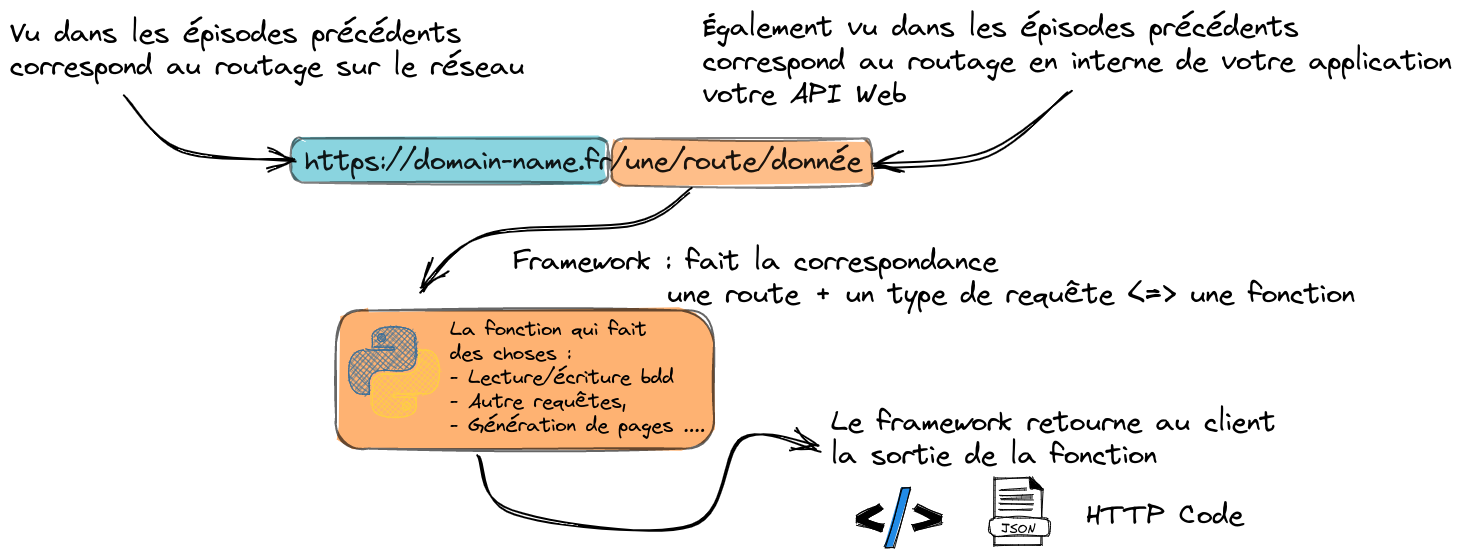 Vu dans les épisodes précédents
correspond au routage sur le réseau
Également vu dans les épisodes précédents
correspond au routage en interne de votre application
votre API Web
https://domain-name.fr/une/route/donnée
Framework : fait la correspondance
une route + un type de requête <=> une fonction
La fonction qui fait
des choses :
- Lecture/écriture bdd
- Autre requêtes,
- Génération de pages ....
Le framework retourne au client
la sortie de la fonction
</>
JSON
HTTP Code